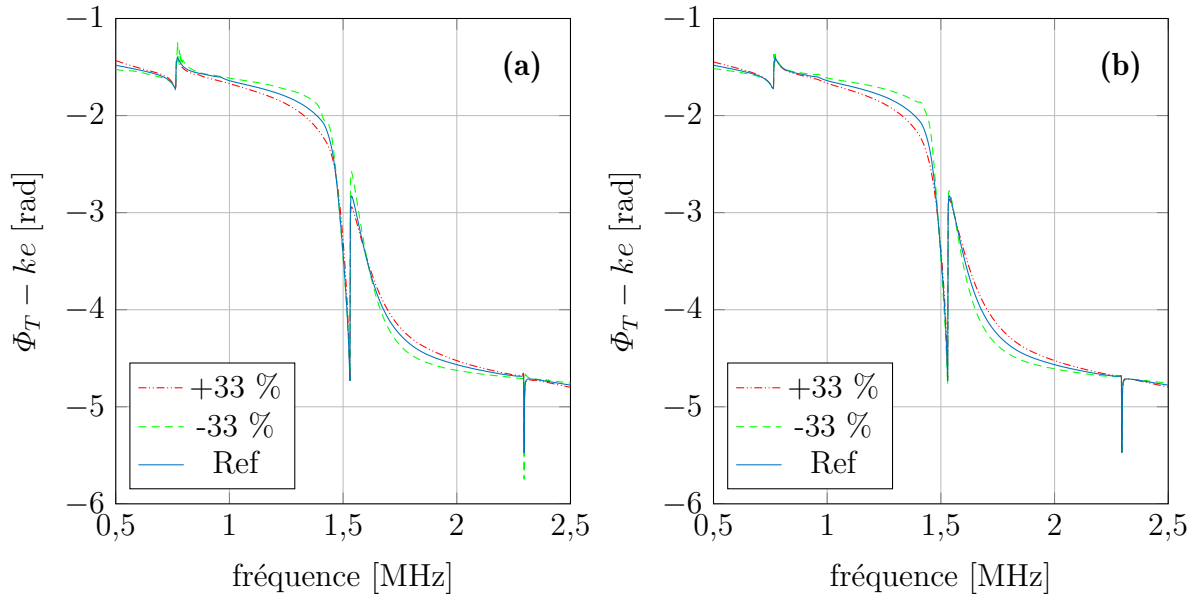 (a)
−1
−2
−3
−4
−5
−6
Φ_T − ke [rad]
0,5 1 1,5 2 2,5
fréquence [MHz]
+33 %
-33 %
Ref
(b)
−1
−2
−3
−4
−5
−6
Φ_T − ke [rad]
0,5 1 1,5 2 2,5
fréquence [MHz]
+33 %
-33 %
Ref